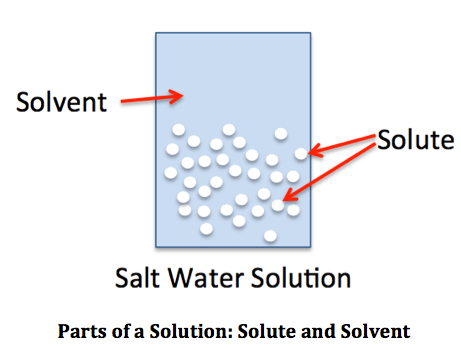 Solvent
Solute
Salt Water Solution
Parts of a Solution: Solute and Solvent